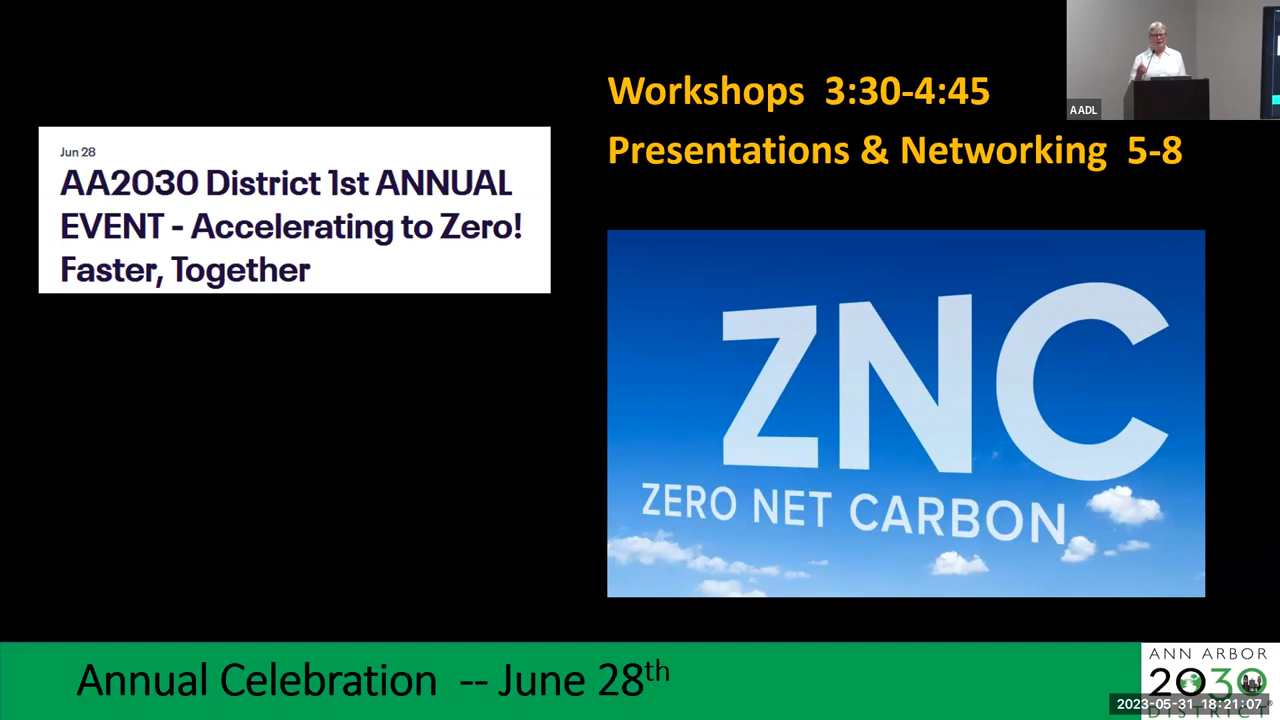 Workshops 3:30-4:45
Presentations & Networking 5-8
AADL
Jun 28
AA2030 District 1st ANNUAL
EVENT - Accelerating to Zero!
Faster, Together
ZNC
ZERO NET CARBON
Annual Celebration -- June 28th
ANN ARBOR
2030
DISTRICT
2023-05-31 18:21:07